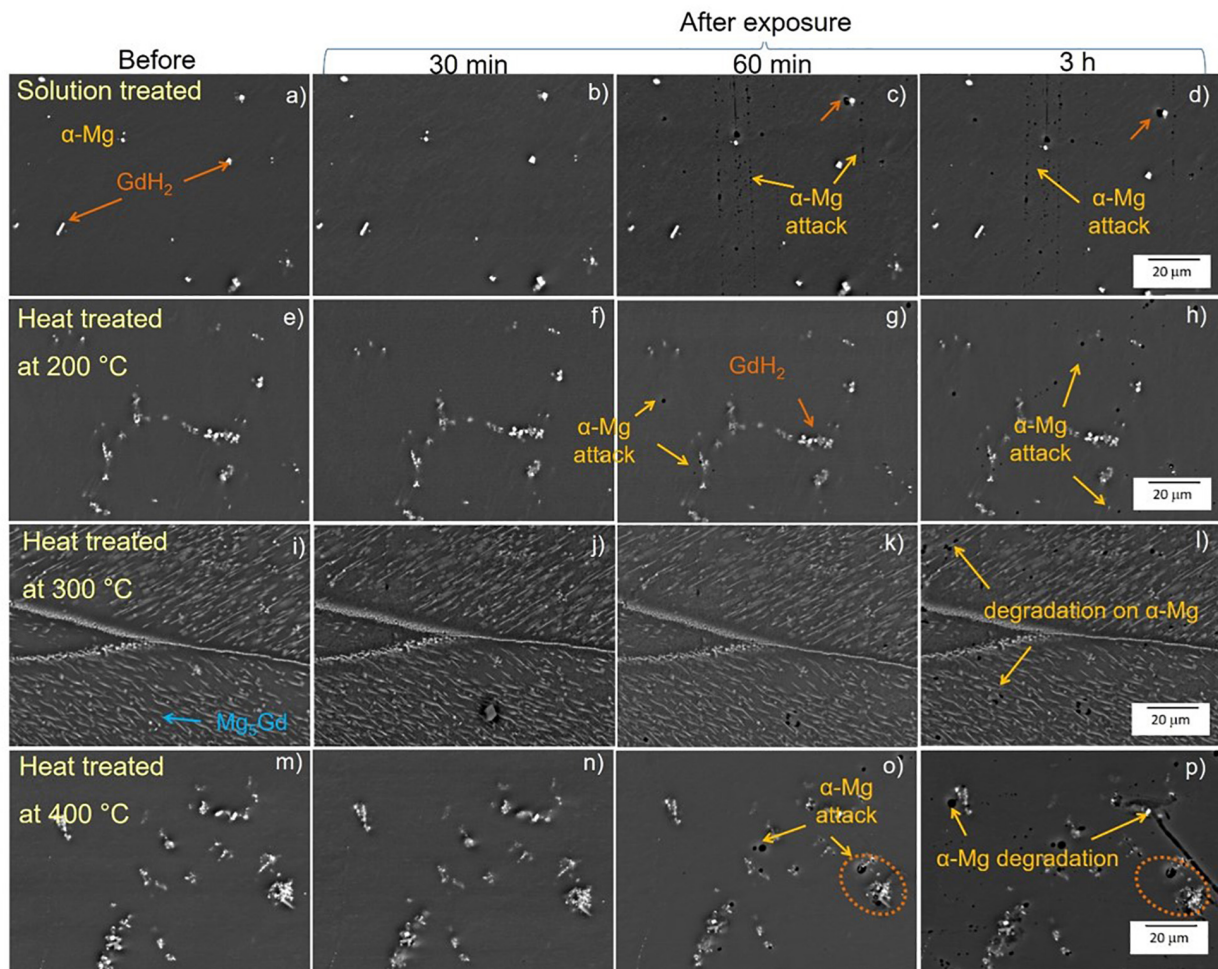 After exposure
Before
30 min
60 min
3 h
Solution treated
a)
α-Mg
GdH₂
b)
c)
α-Mg
attack
d)
α-Mg
attack
20 µm
Heat treated
at 200 °C
e)
f)
g)
GdH₂
α-Mg
attack
h)
α-Mg
attack
20 µm
Heat treated
at 300 °C
i)
Mg₅Gd
j)
k)
l)
degradation on α-Mg
20 µm
Heat treated
at 400 °C
m)
n)
o)
α-Mg
attack
p)
α-Mg degradation
20 µm